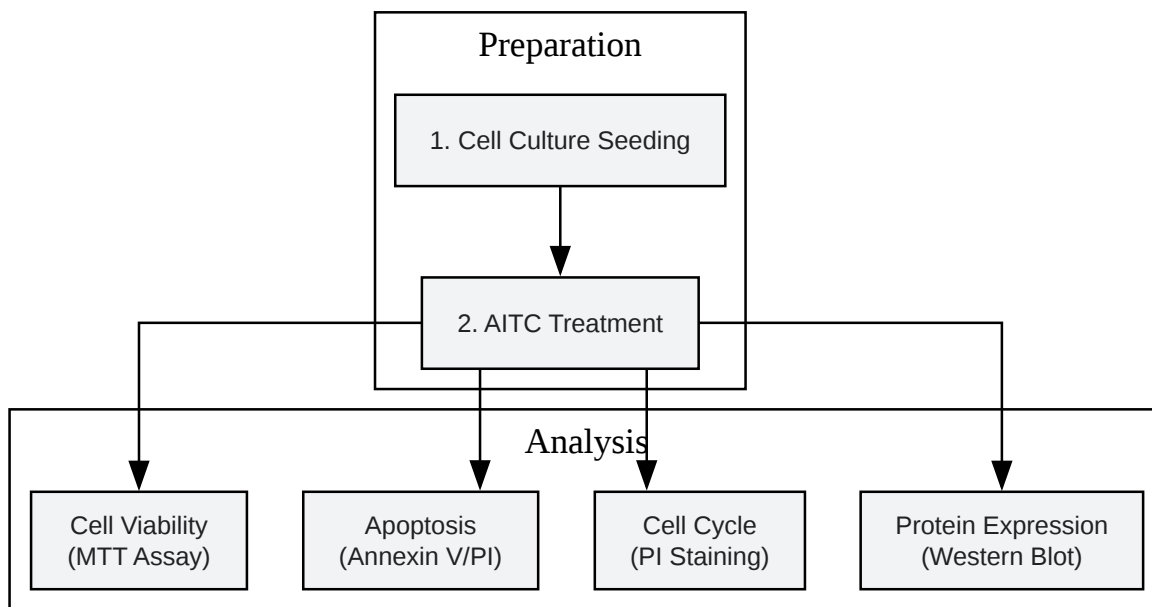 Preparation
1. Cell Culture Seeding
2. AITC Treatment
Analysis
Cell Viability
(MTT Assay)
Apoptosis
(Annexin V/PI)
Cell Cycle
(PI Staining)
Protein Expression
(Western Blot)